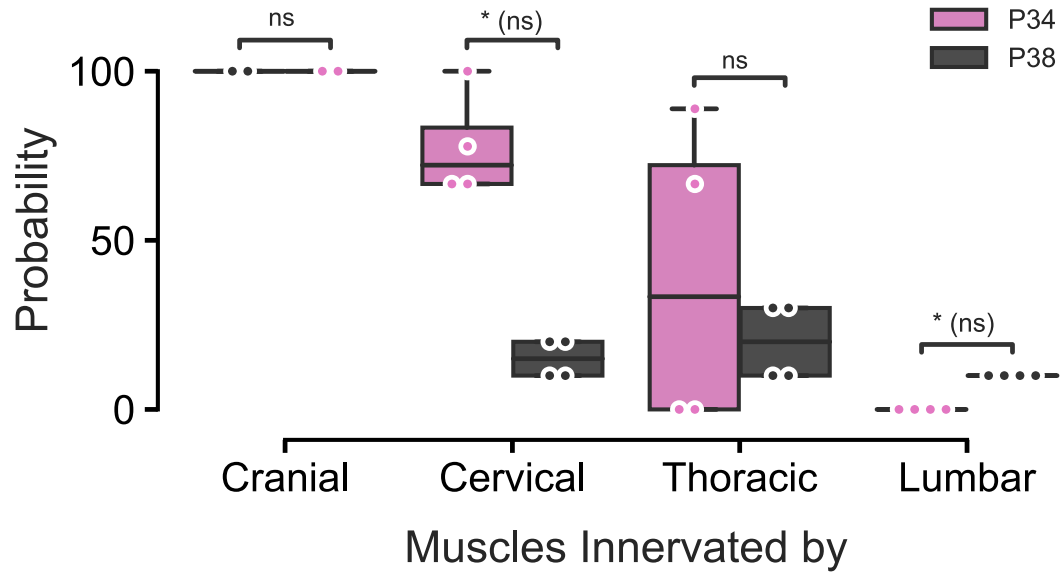 ns
* (ns)
ns
* (ns)
P34
P38
Probability
100
50
0
Cranial
Cervical
Thoracic
Lumbar
Muscles Innervated by